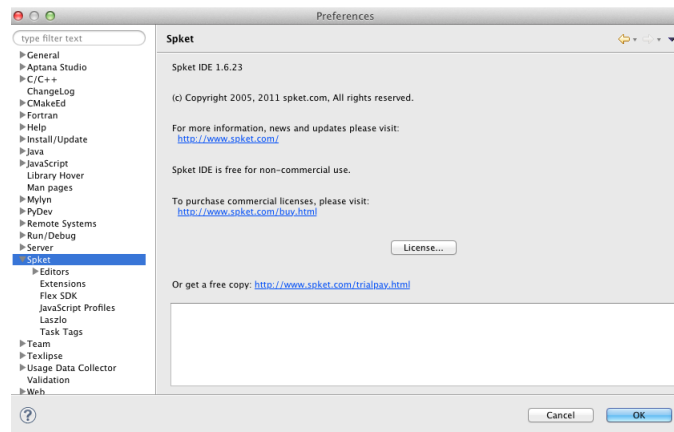 Preferences
type filter text
General
Aptana Studio
C/C++
ChangeLog
CMakeEd
Fortran
Help
Install/Update
Java
JavaScript
Library Hover
Man pages
Mylyn
PyDev
Remote Systems
Run/Debug
Server
Spket
Editors
Extensions
Flex SDK
JavaScript Profiles
Laszlo
Task Tags
Team
Texlipse
Usage Data Collector
Validation
Web
Spket
Spket IDE 1.6.23
(c) Copyright 2005, 2011 spket.com, All rights reserved.
For more information, news and updates please visit:
http://www.spket.com/
Spket IDE is free for non-commercial use.
To purchase commercial licenses, please visit:
http://www.spket.com/buy.html
License...
Or get a free copy: http://www.spket.com/trialpay.html
?
Cancel
OK